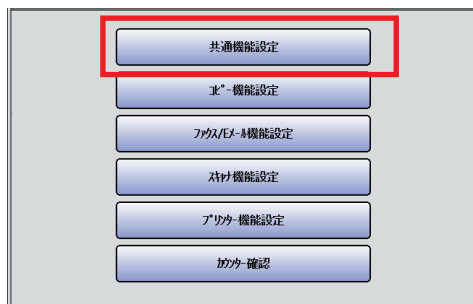 共通機能設定
ｺﾋﾟｰ機能設定
ﾌｧｸｽ/Eﾒｰﾙ機能設定
ｽｷｬﾅ機能設定
ﾌﾟﾘﾝﾀｰ機能設定
ｶｳﾝﾀｰ確認